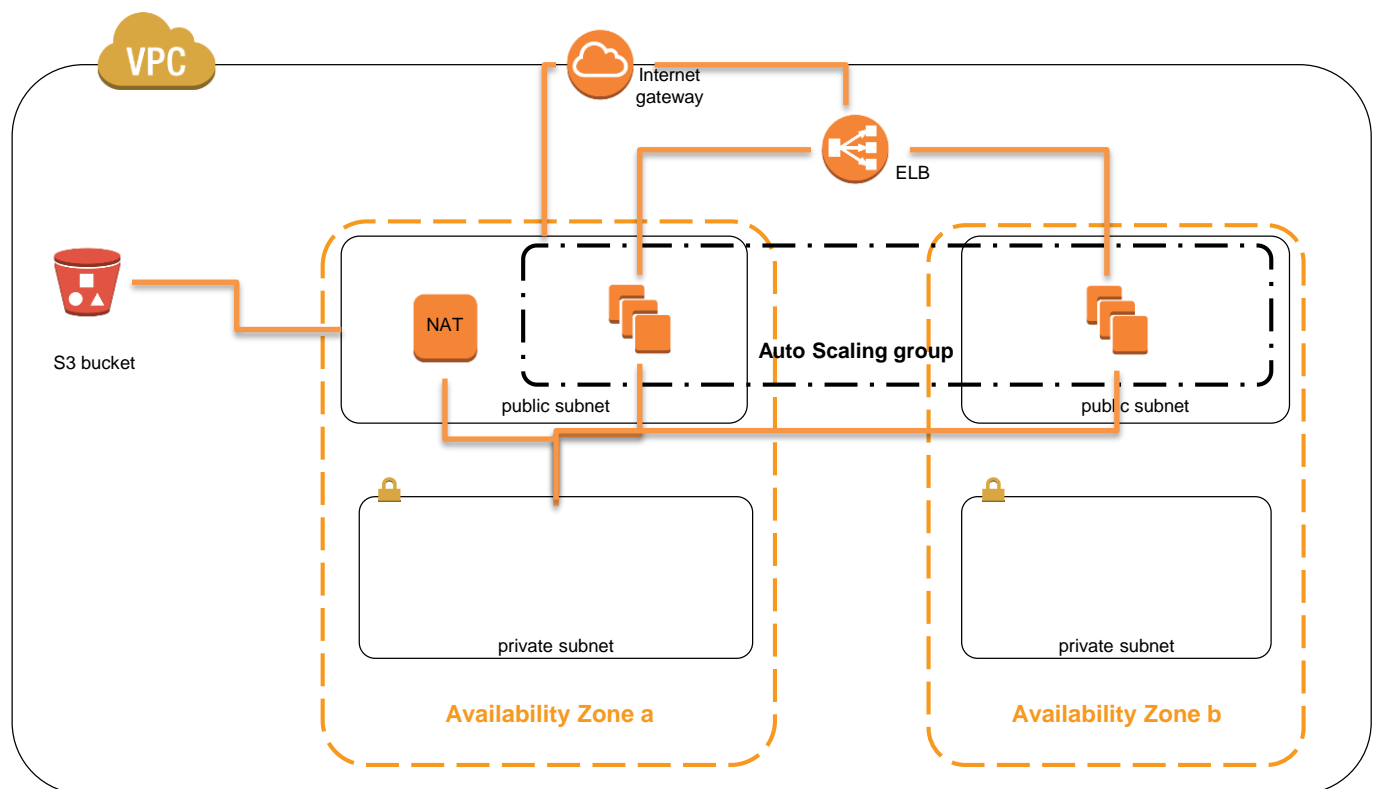 VPC
Internet
gateway
ELB
S3 bucket
NAT
Auto Scaling group
public subnet
public subnet
private subnet
private subnet
Availability Zone a
Availability Zone b